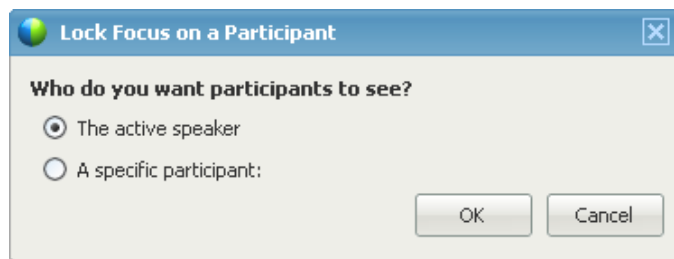 Lock Focus on a Participant
Who do you want participants to see?
The active speaker
A specific participant:
OK
Cancel